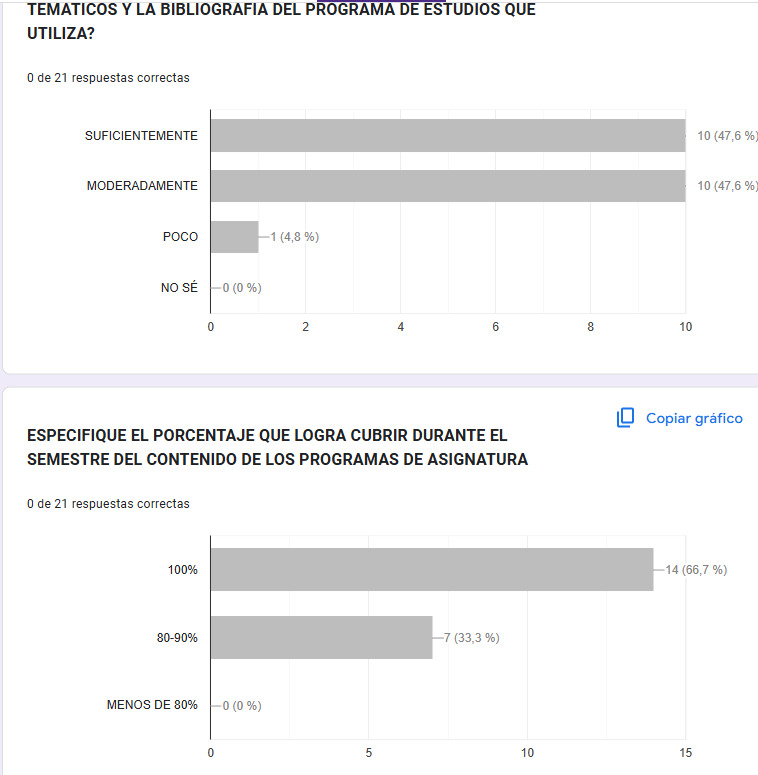 TEMÁTICOS Y LA BIBLIOGRAFIA DEL PROGRAMA DE ESTUDIOS QUE
UTILIZA?
0 de 21 respuestas correctas
SUFICIENTEMENTE
10 (47,6 %)
MODERADAMENTE
10 (47,6 %)
POCO
1 (4,8 %)
NO SÉ
0 (0 %)
0 2 4 6 8 10
Copiar gráfico
ESPECIFIQUE EL PORCENTAJE QUE LOGRA CUBRIR DURANTE EL
SEMESTRE DEL CONTENIDO DE LOS PROGRAMAS DE ASIGNATURA
0 de 21 respuestas correctas
100%
14 (66,7 %)
80-90%
7 (33,3 %)
MENOS DE 80%
0 (0 %)
0 5 10 15